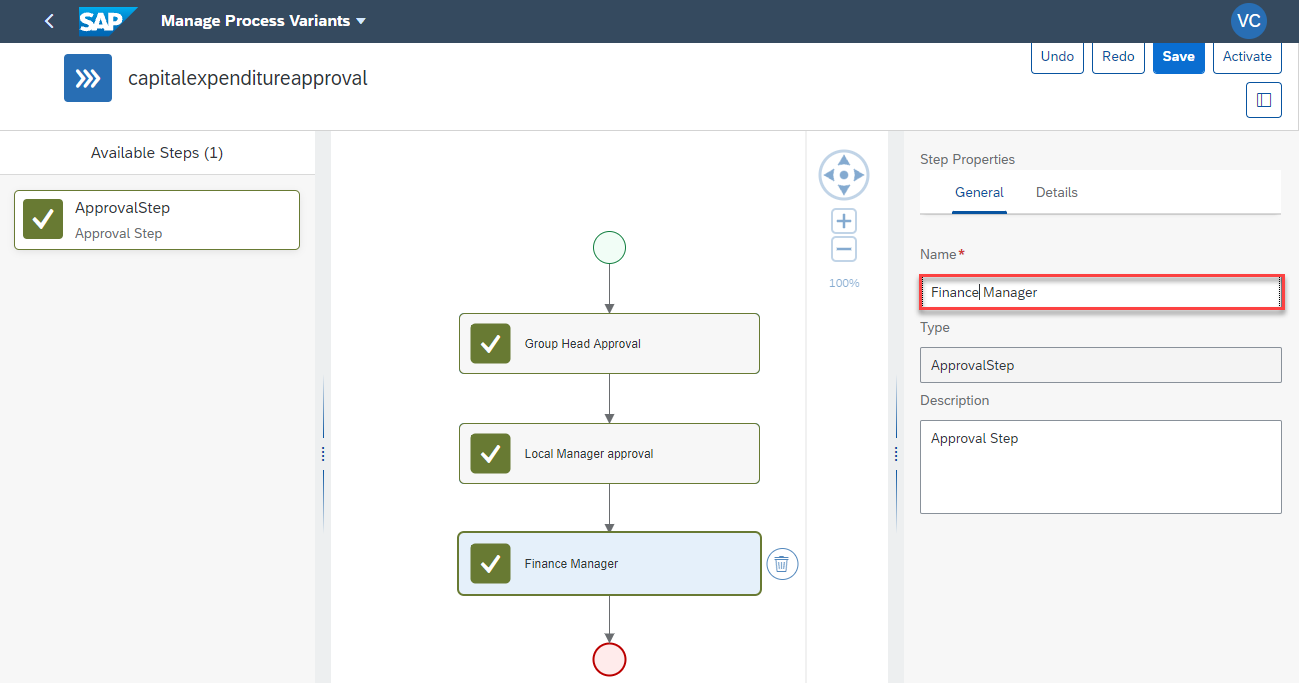 SAP Manage Process Variants
VC
capitalexpenditureapproval
Undo Redo Save Activate
Available Steps (1)
ApprovalStep
Approval Step
Group Head Approval
Local Manager approval
Finance Manager
100%
Step Properties
General Details
Name*
Finance Manager
Type
ApprovalStep
Description
Approval Step